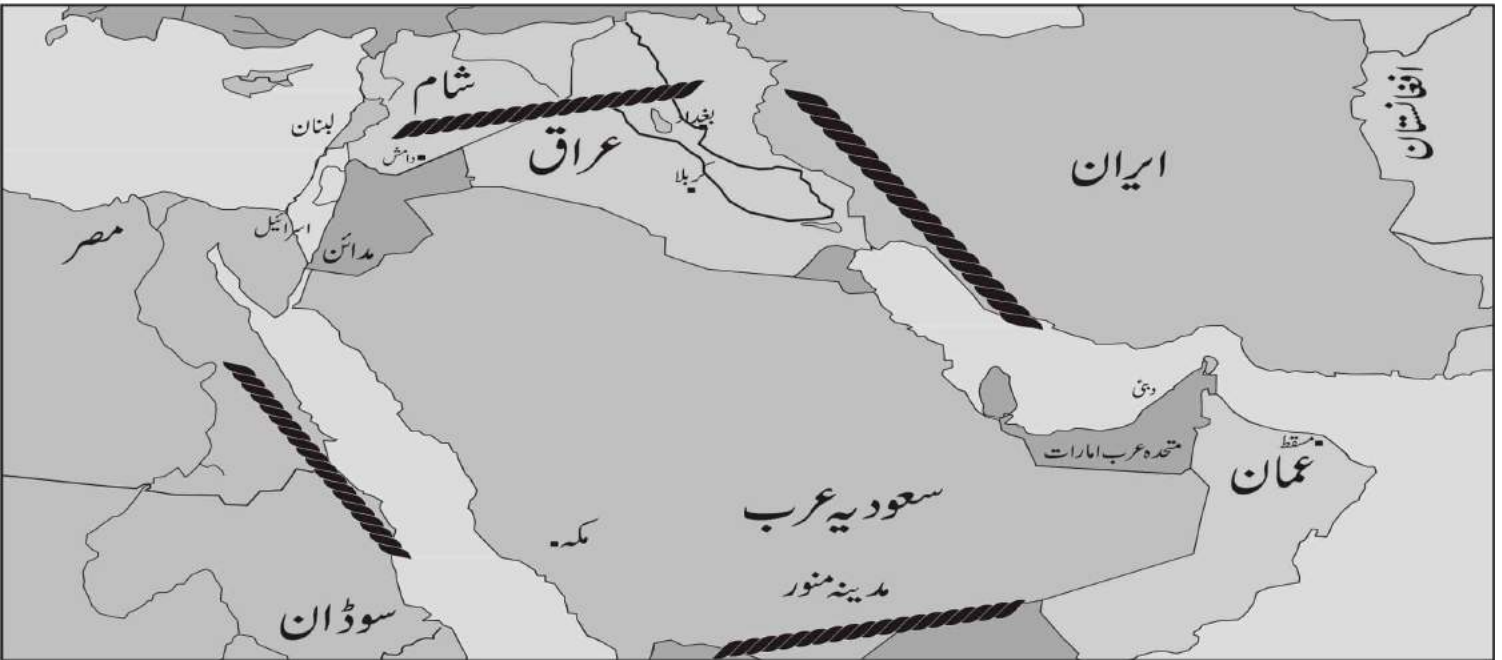 شام
افغانستان
لبنان
بغداد
دمشق
عراق
کربلا
ایران
مصر
اسرائیل
مدائن
دبئی
متحدہ عرب امارات
مسقط
عمان
سعودیہ عرب
مکہ
مدینہ منور
سوڈان